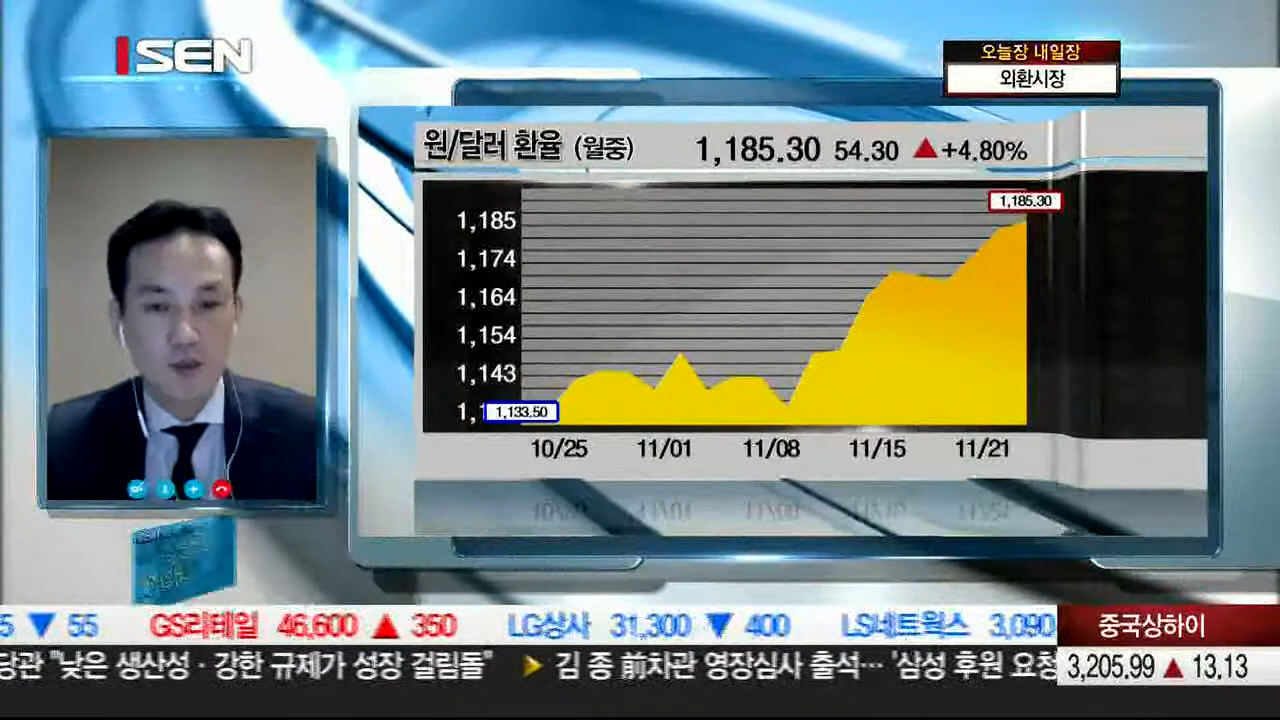 SEN
오늘장 내일장
외환시장
원/달러 환율 (월중) 1,185.30 54.30 ▲+4.80%
1,185.30
1,185
1,174
1,164
1,154
1,143
1,133.50
10/25 11/01 11/08 11/15 11/21
5 ▼ 55 GS리테일 46,600 ▲ 350 LG상사 31,300 ▼ 400 LS네트웍스 3,090
중국상하이
당관 "낮은 생산성·강한 규제가 성장 걸림돌" ▶ 김 종 前차관 영장심사 출석… '삼성 후원 요청
3,205.99 ▲ 13.13